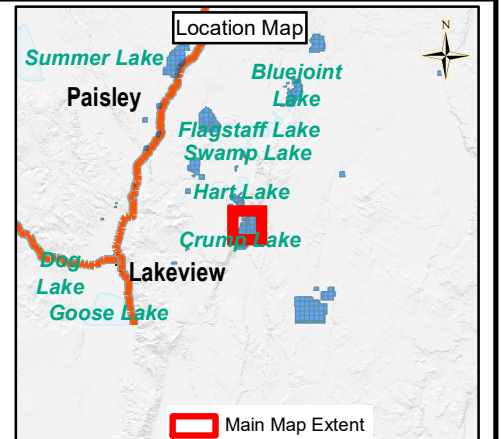 Location Map
N
Summer Lake
Bluejoint
Lake
Paisley
Flagstaff Lake
Swamp Lake
Hart Lake
Crump Lake
Dog
Lake
Lakeview
Goose Lake
Main Map Extent